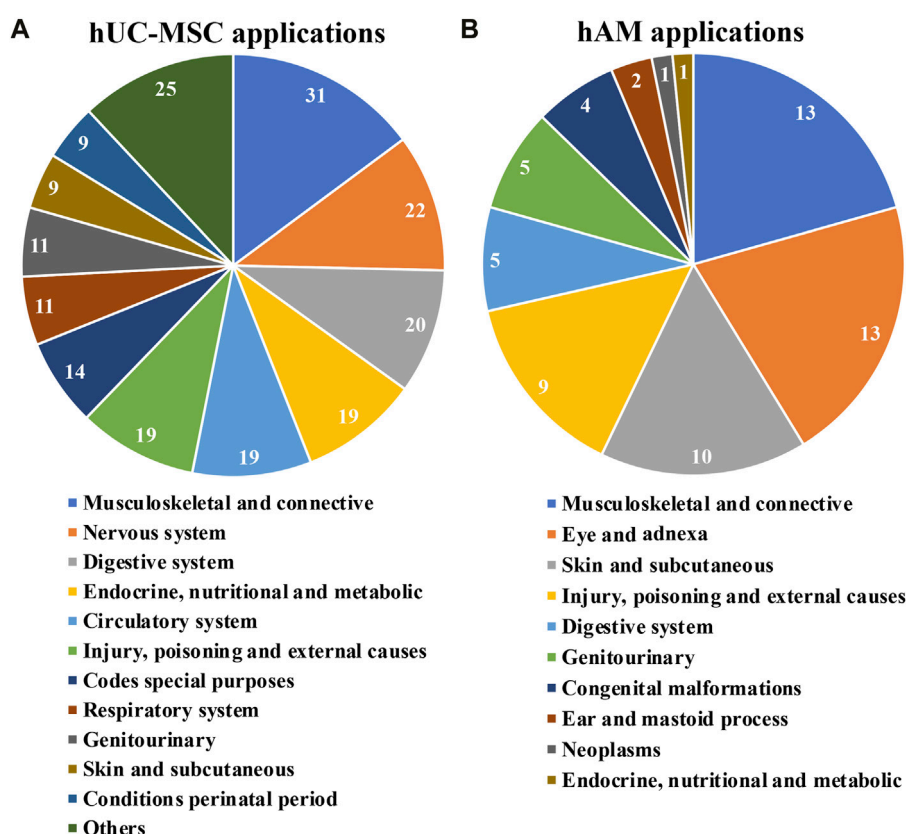 A
hUC-MSC applications
31
22
20
19
19
19
14
11
11
9
9
25
Musculoskeletal and connective
Nervous system
Digestive system
Endocrine, nutritional and metabolic
Circulatory system
Injury, poisoning and external causes
Codes special purposes
Respiratory system
Genitourinary
Skin and subcutaneous
Conditions perinatal period
Others
B
hAM applications
13
13
10
9
5
5
4
2
1
1
Musculoskeletal and connective
Eye and adnexa
Skin and subcutaneous
Injury, poisoning and external causes
Digestive system
Genitourinary
Congenital malformations
Ear and mastoid process
Neoplasms
Endocrine, nutritional and metabolic